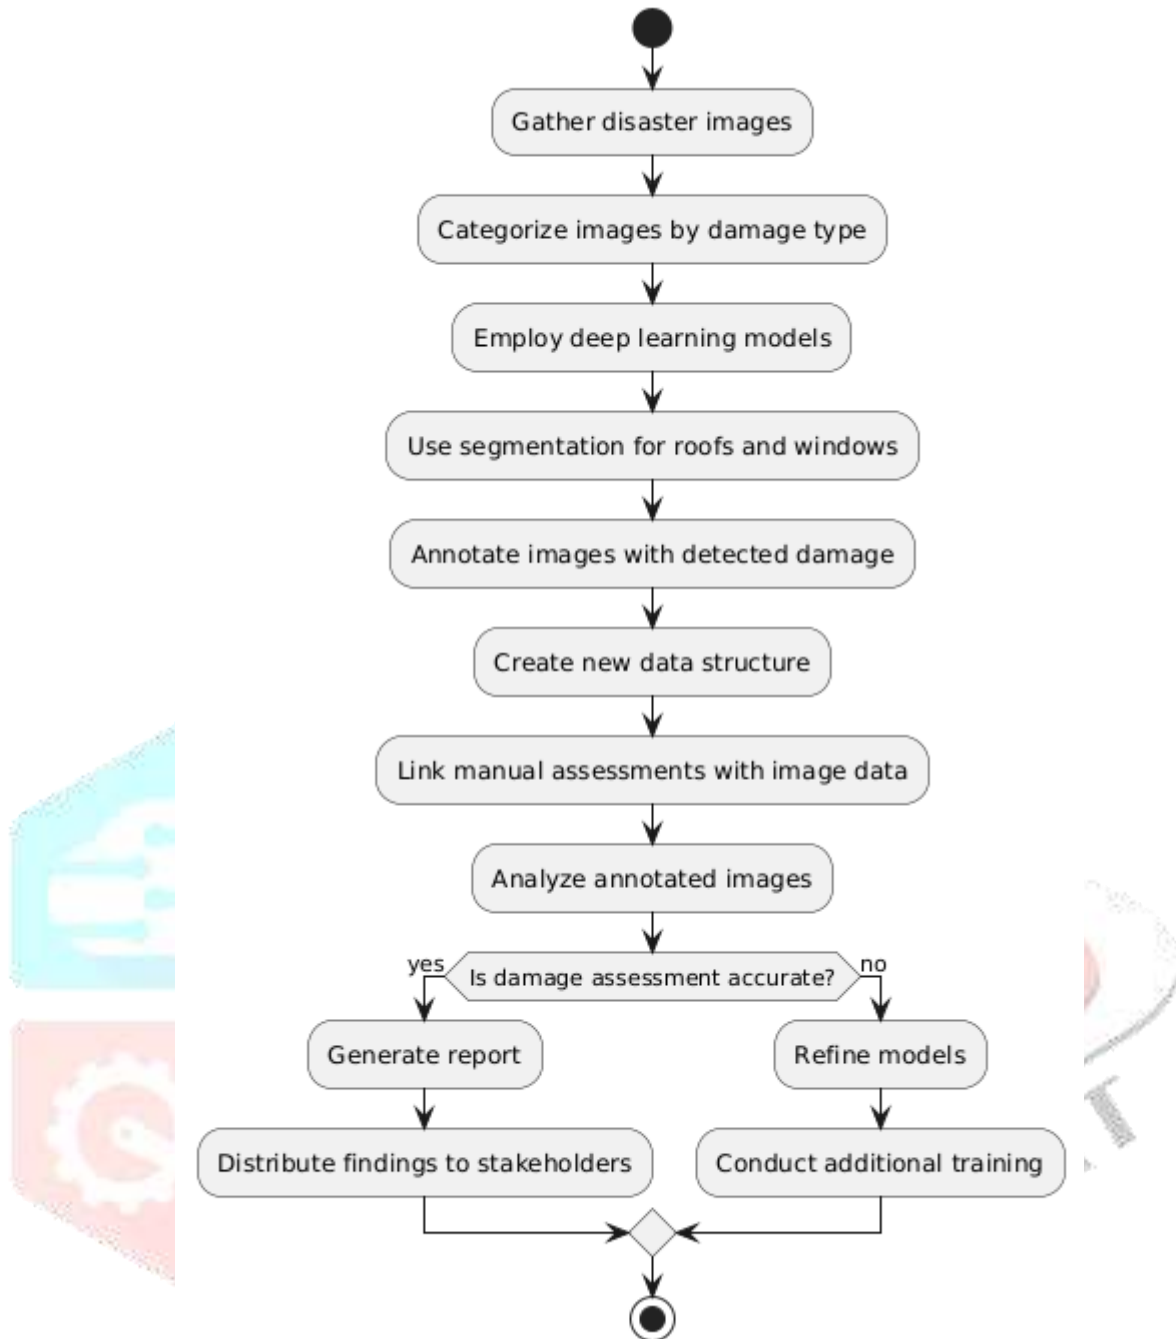 Gather disaster images
Categorize images by damage type
Employ deep learning models
Use segmentation for roofs and windows
Annotate images with detected damage
Create new data structure
Link manual assessments with image data
Analyze annotated images
yes
Is damage assessment accurate?
no
Generate report
Refine models
Distribute findings to stakeholders
Conduct additional training